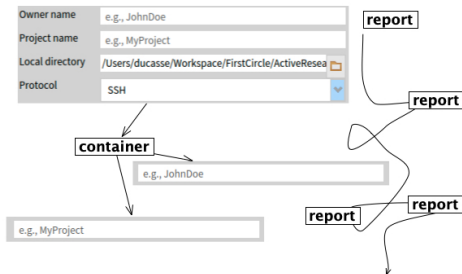 Owner name e.g., JohnDoe
report
Project name e.g., MyProject
Local directory /Users/ducasse/Workspace/FirstCircle/ActiveResea
Protocol SSH
report
container
e.g., JohnDoe
report
report
e.g., MyProject